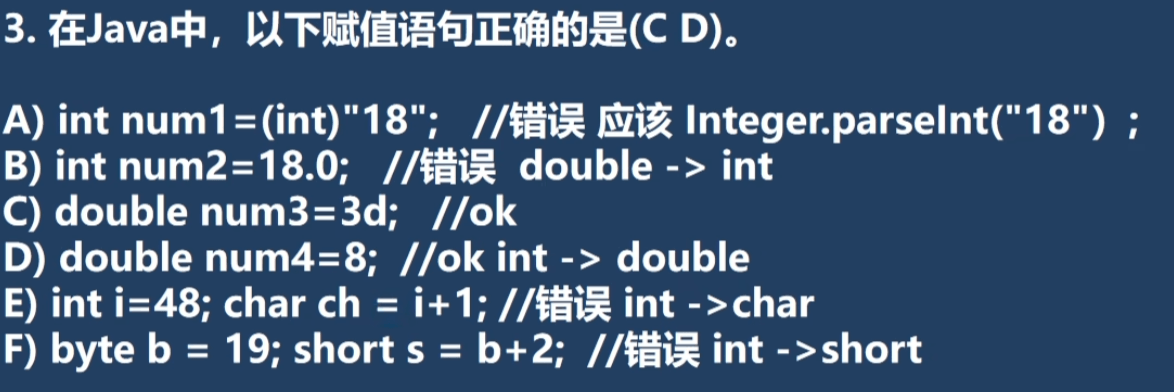 3. 在Java中，以下赋值语句正确的是(C D)。
A) int num1=(int)"18"; //错误 应该 Integer.parseInt("18") ;
B) int num2=18.0; //错误 double -> int
C) double num3=3d; //ok
D) double num4=8; //ok int -> double
E) int i=48; char ch = i+1; //错误 int ->char
F) byte b = 19; short s = b+2; //错误 int ->short